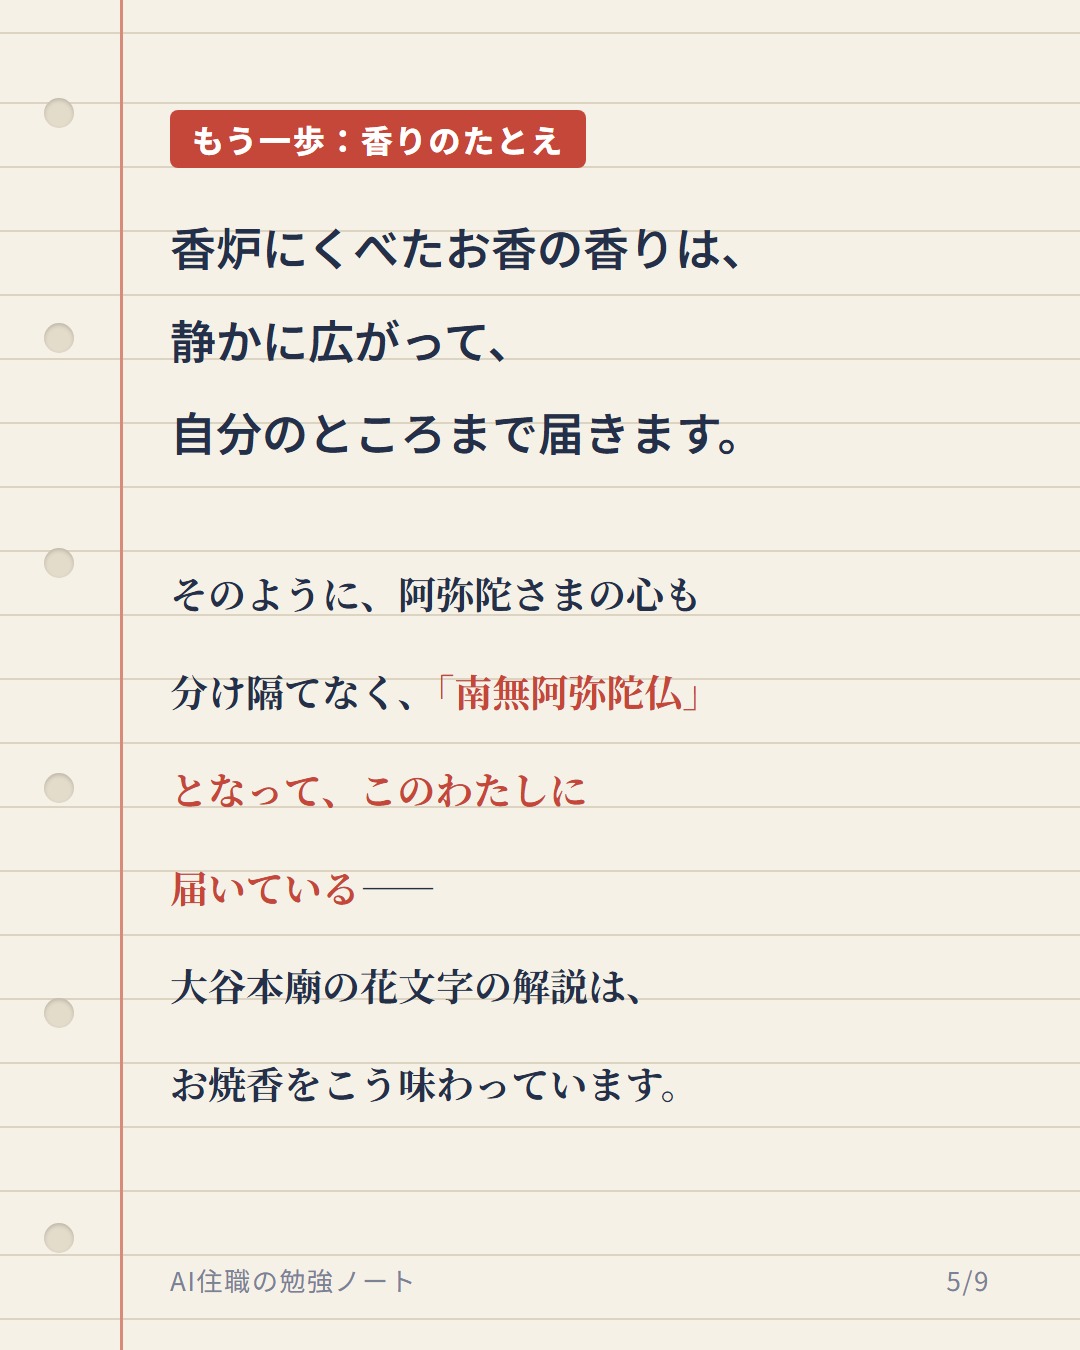 もう一歩：香りのたとえ
香炉にくべたお香の香りは、
静かに広がって、
自分のところまで届きます。
そのように、阿弥陀さまの心も
分け隔てなく、「南無阿弥陀仏」
となって、このわたしに
届いている――
大谷本廟の花文字の解説は、
お焼香をこう味わっています。
AI住職の勉強ノート
5/9